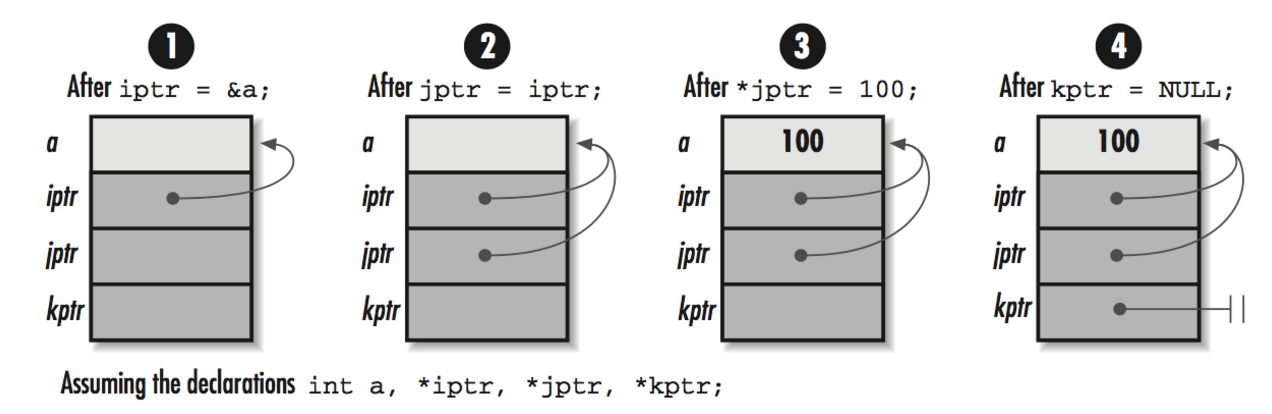 1 2 3 4
After iptr = &a; After jptr = iptr; After *jptr = 100; After kptr = NULL;
a a a 100 a 100
iptr iptr iptr iptr
jptr jptr jptr jptr
kptr kptr kptr kptr
Assuming the declarations int a, *iptr, *jptr, *kptr;